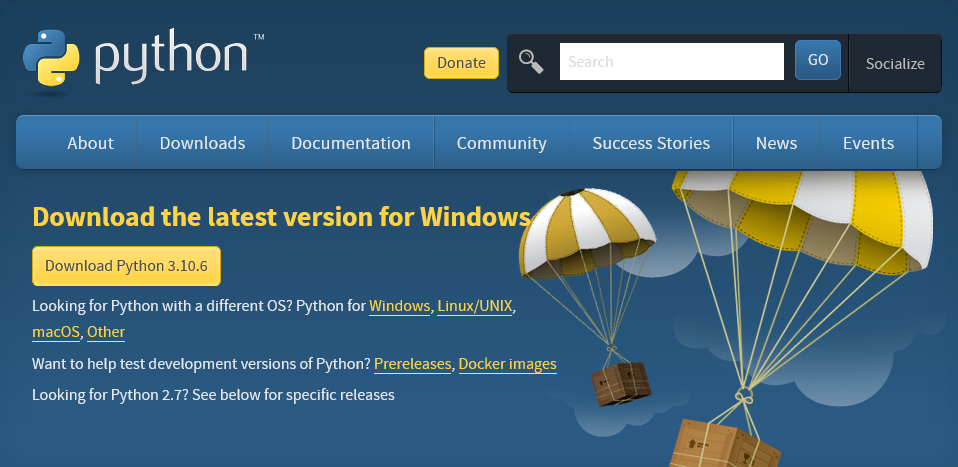 python™
Donate
Search
GO
Socialize
About
Downloads
Documentation
Community
Success Stories
News
Events
Download the latest version for Windows
Download Python 3.10.6
Looking for Python with a different OS? Python for Windows, Linux/UNIX,
macOS, Other
Want to help test development versions of Python? Prereleases, Docker images
Looking for Python 2.7? See below for specific releases